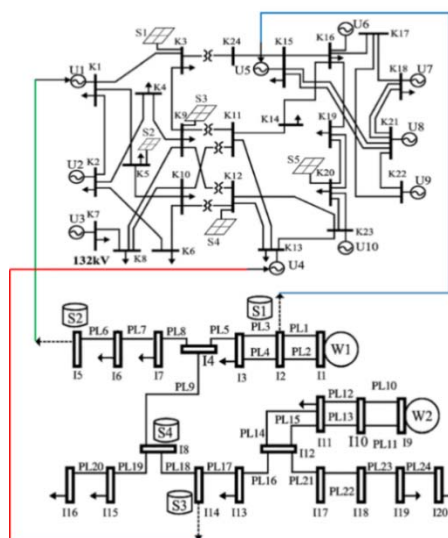 S1 K3 K24 K15 K16 U6 K17
U1 K1 U5 K18 U7
K4 S3
K9 K11 K14 K19 K21 U8
S2
U2 K2 K5 K10 K12 S5 K20 K22 U9
U3 K7 S4 K23
132kV K8 K6 K13 U10
U4
S2 S1
PL6 PL7 PL8 PL5 PL3 PL1
I4 PL4 PL2 W1
I5 I6 I7 PL9 I3 I2 I1
PL12 PL10
S4 PL15 PL13 W2
PL14 I11 I10 PL11 I9
I8 I12
PL20 PL19 PL18 PL17 PL16 PL21 PL23 PL24
S3 PL22
I16 I15 I14 I13 I17 I18 I19 I20